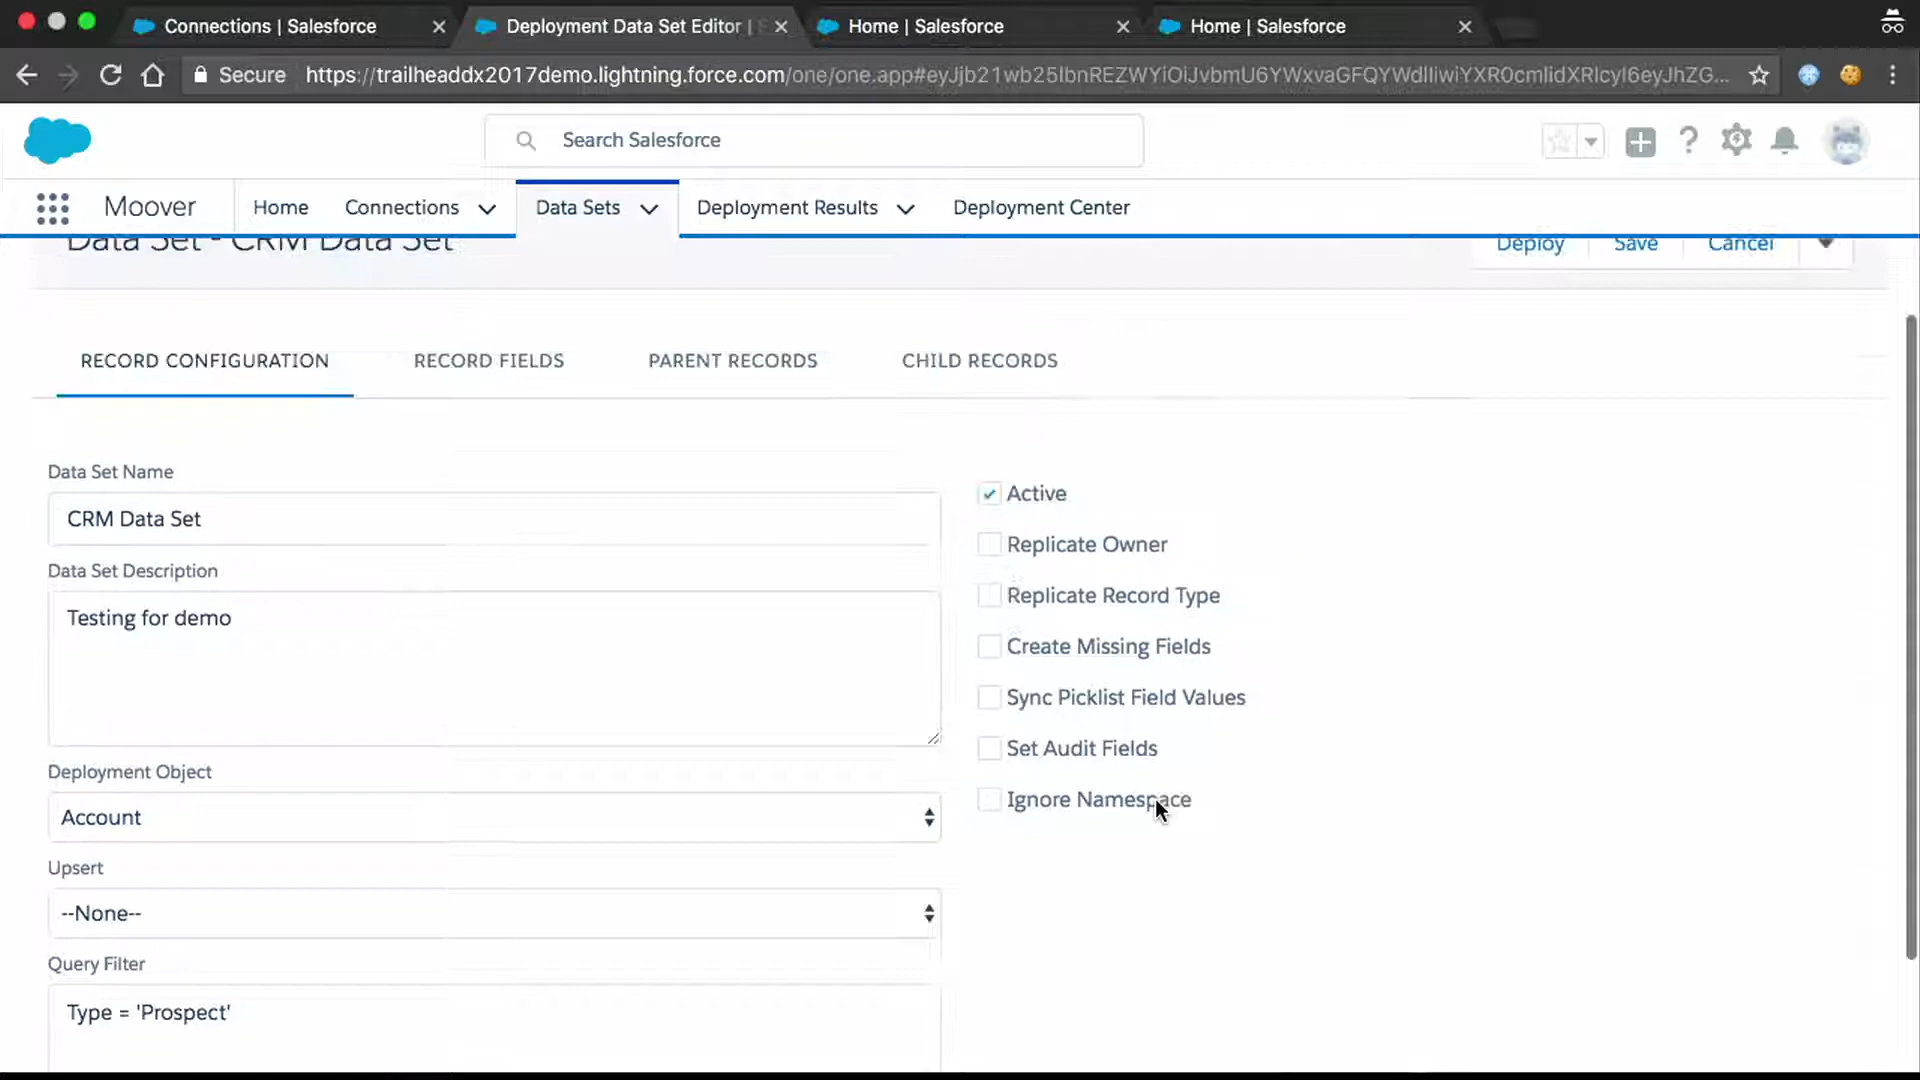 Connections | Salesforce
Deployment Data Set Editor |
Home | Salesforce
Home | Salesforce
Secure
https://trailheaddx2017demo.lightning.force.com/one/one.app#eyJjb21wb25lbnREZWYiOiJvbmU6YWxvaGFQYWdlIiwiYXR0cmlidXRlcyI6eyJhZG...
Search Salesforce
Moover
Home
Connections
Data Sets
Deployment Results
Deployment Center
Data Set - CRM Data Set
Deploy
Save
Cancel
RECORD CONFIGURATION
RECORD FIELDS
PARENT RECORDS
CHILD RECORDS
Data Set Name
CRM Data Set
Data Set Description
Testing for demo
Deployment Object
Account
Upsert
--None--
Query Filter
Type = 'Prospect'
Active
Replicate Owner
Replicate Record Type
Create Missing Fields
Sync Picklist Field Values
Set Audit Fields
Ignore Namespace